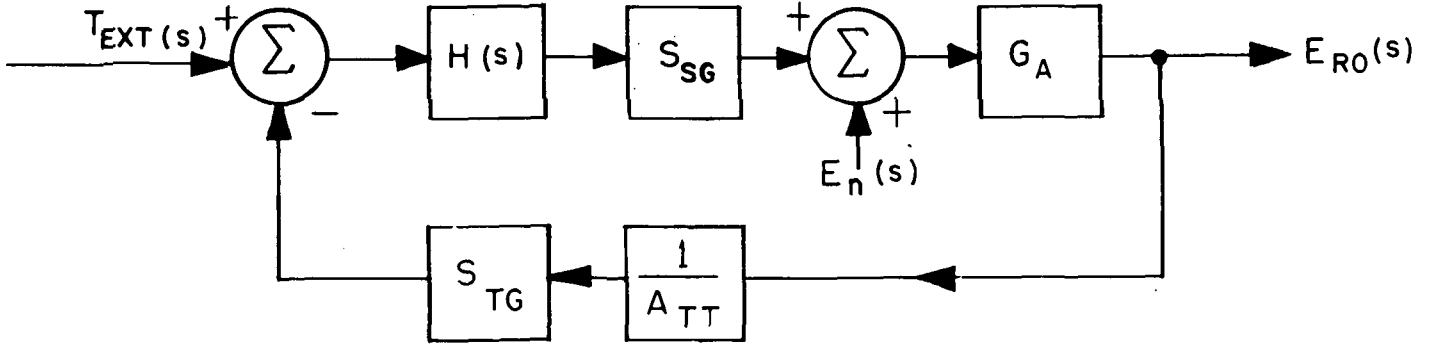 T_EXT(s) +
Σ
−
H(s)
S_SG
+
Σ
+
E_n(s)
G_A
E_RO(s)
S_TG
1
A_TT